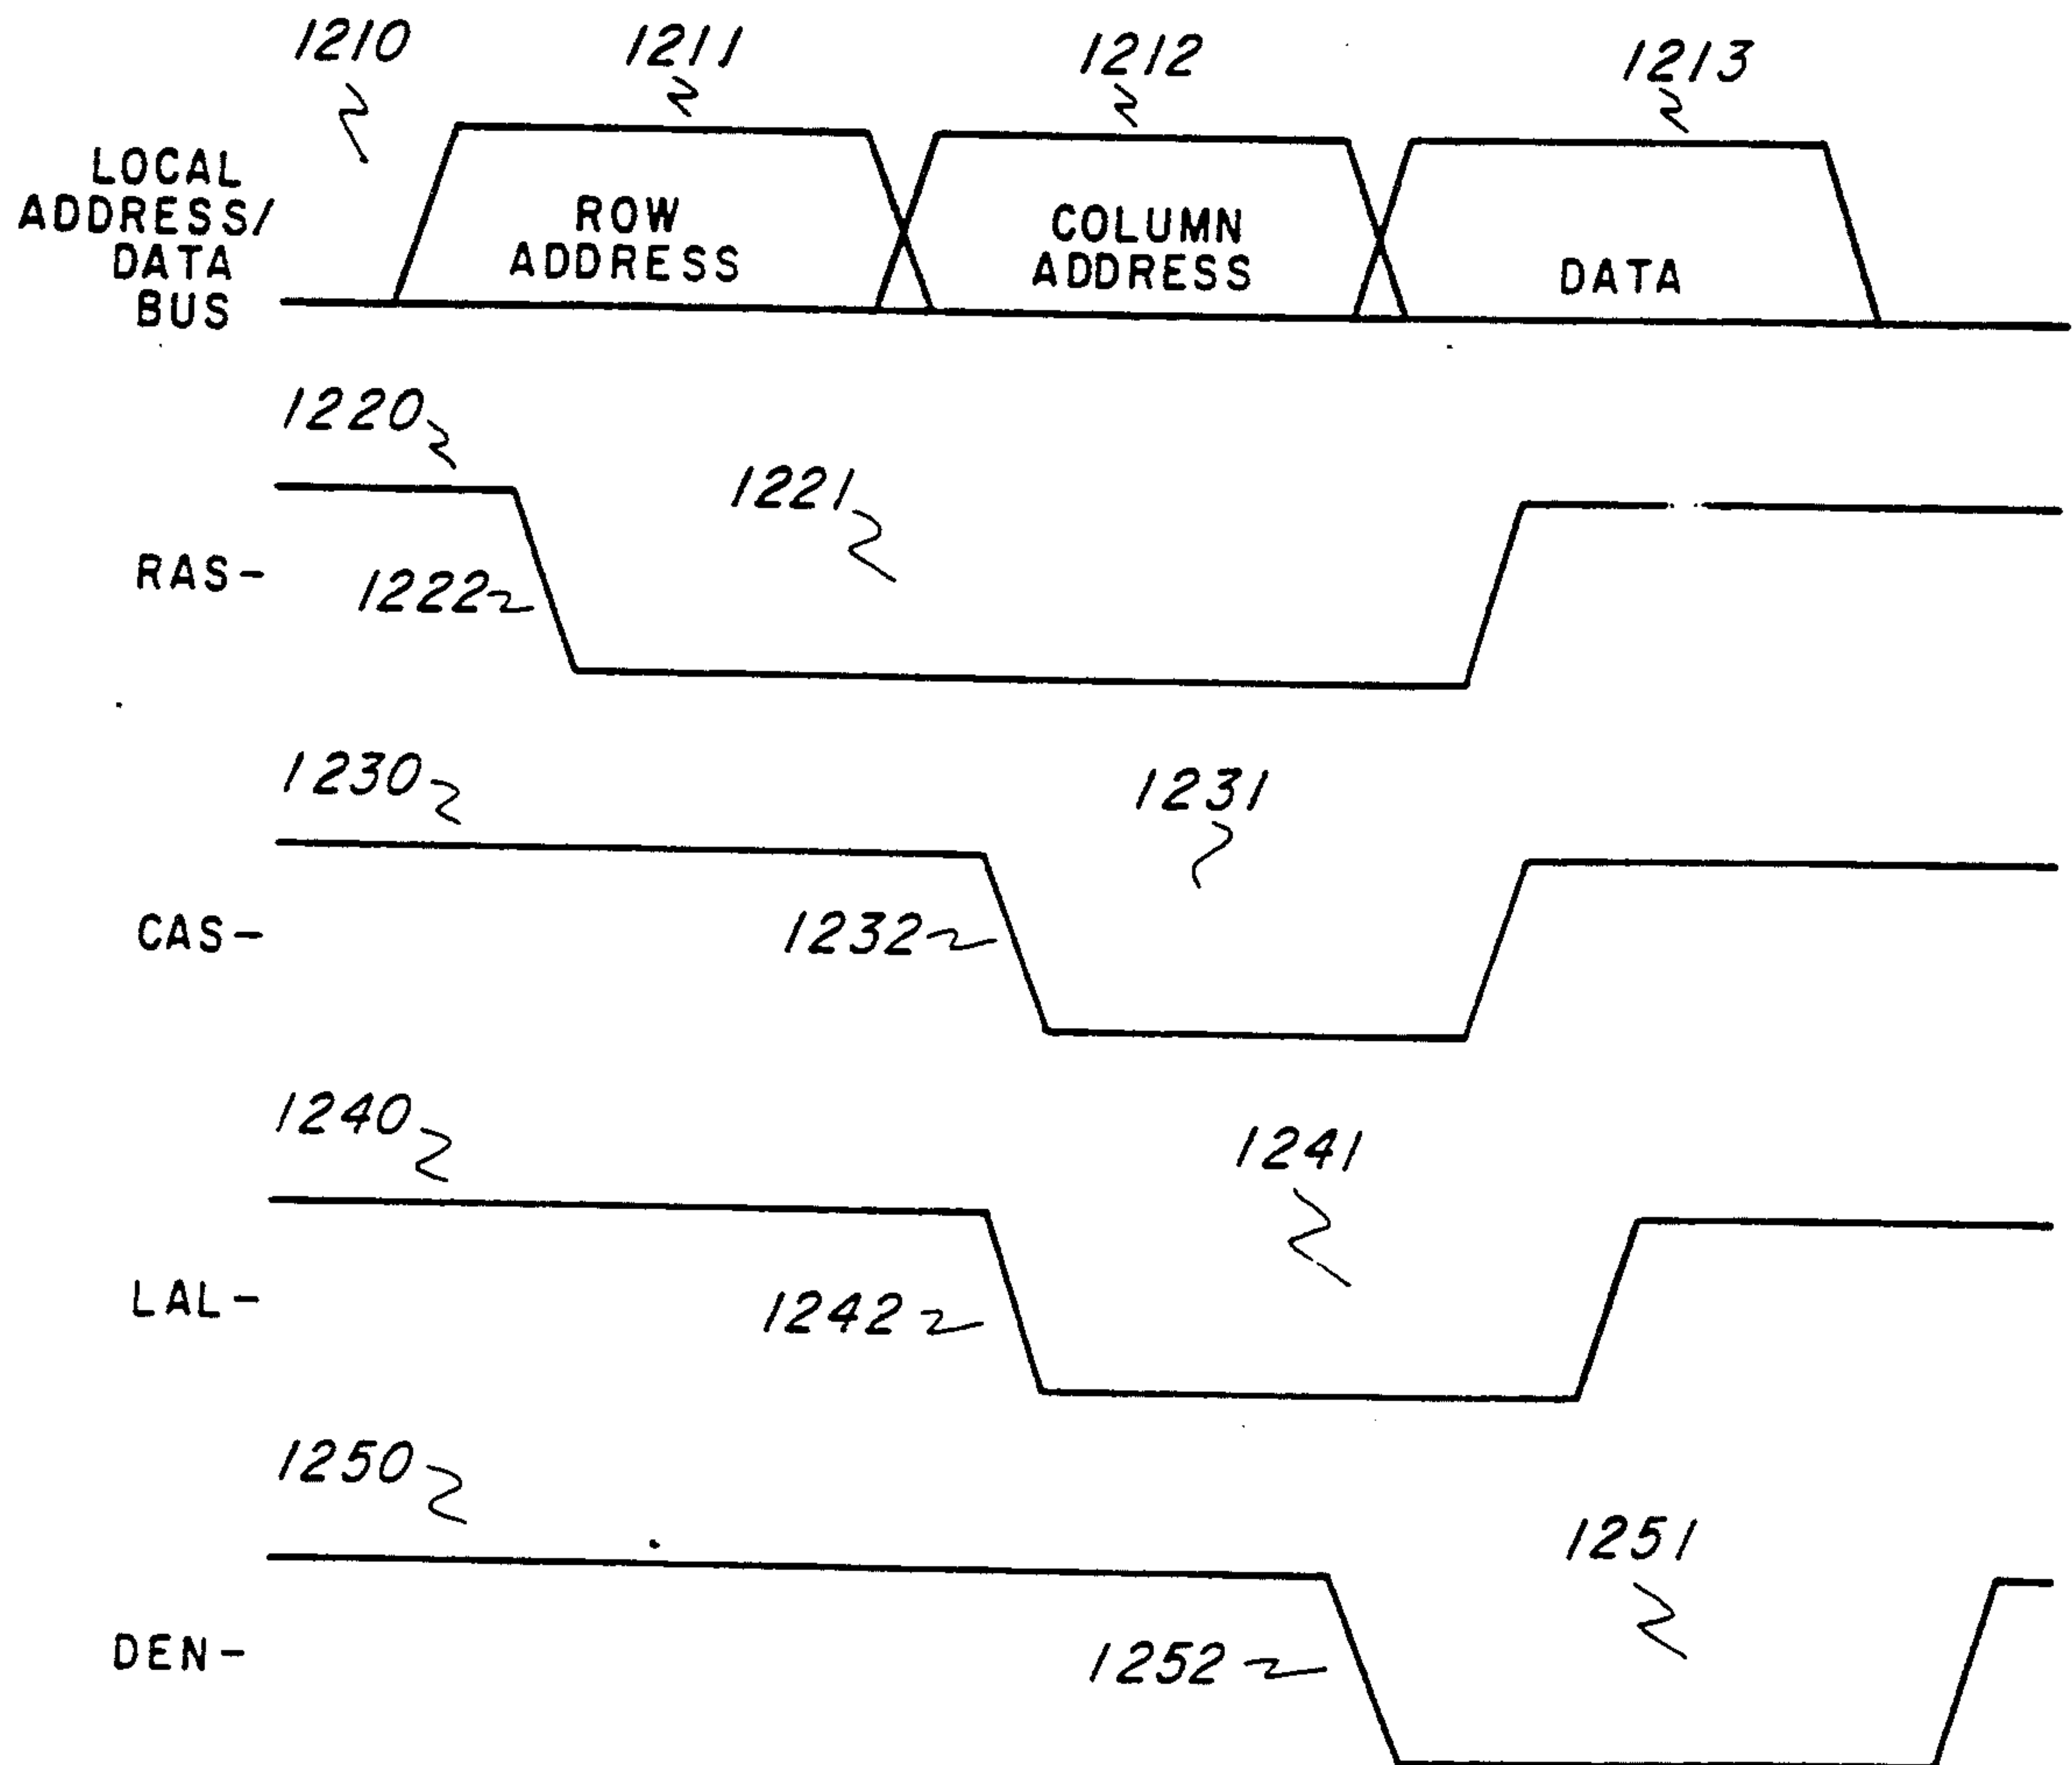 1210
1211
1212
1213
LOCAL
ADDRESS/
DATA
BUS
ROW
ADDRESS
COLUMN
ADDRESS
DATA
1220
1221
RAS-
1222
1230
1231
CAS-
1232
1240
1241
LAL-
1242
1250
1251
DEN-
1252